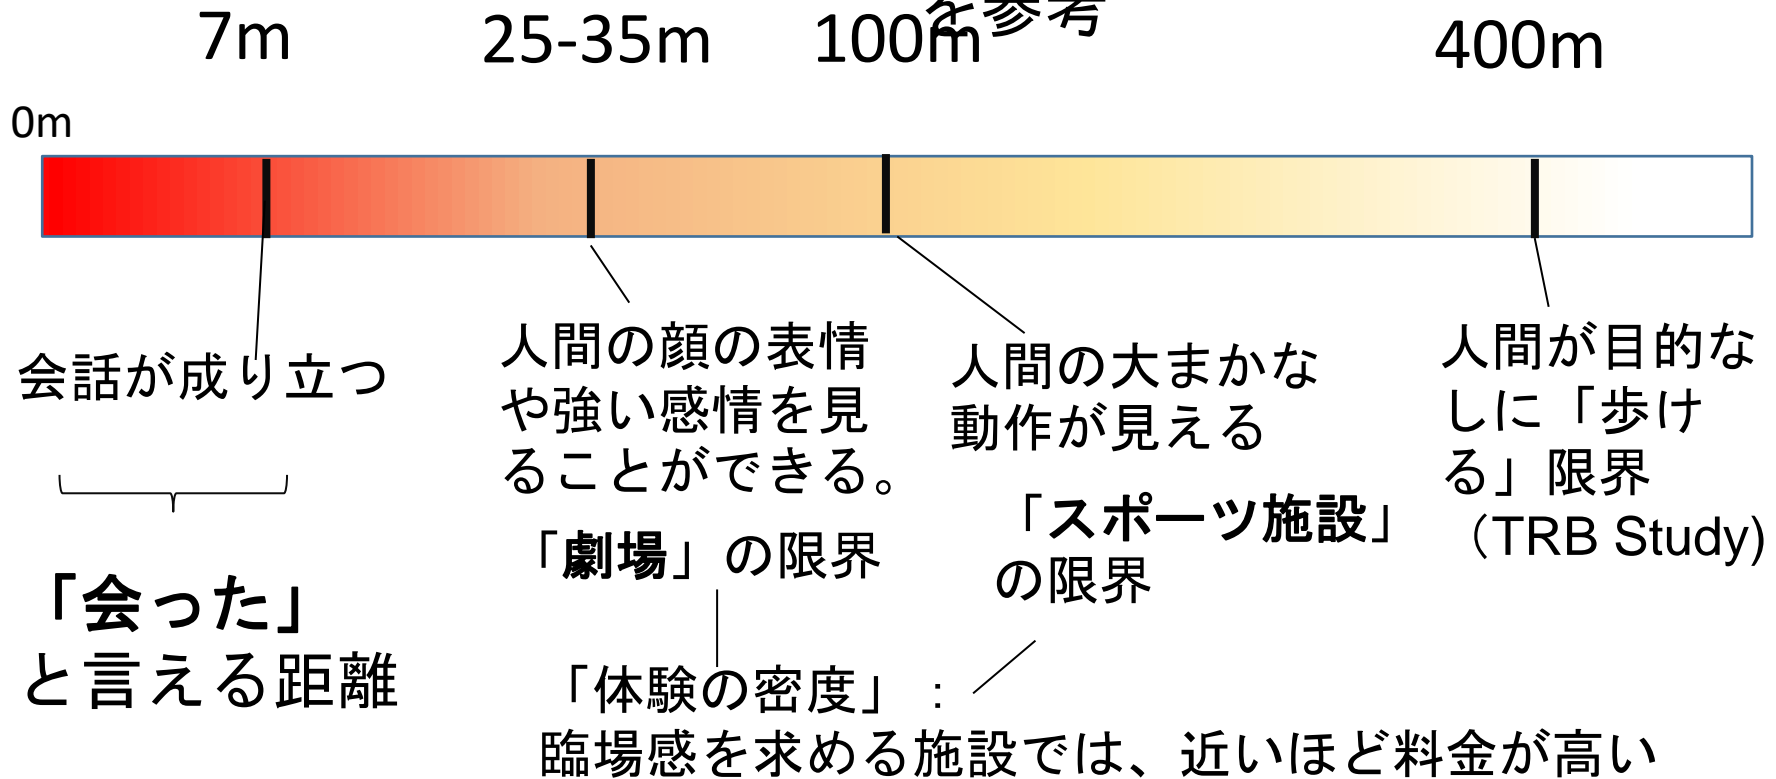 を参考
7m
25-35m
100m
400m
0m
会話が成り立つ
「会った」
と言える距離
人間の顔の表情
や強い感情を見
ることができる。
「劇場」の限界
人間の大まかな
動作が見える
「スポーツ施設」
の限界
人間が目的な
しに「歩け
る」限界
（TRB Study)
「体験の密度」：
臨場感を求める施設では、近いほど料金が高い